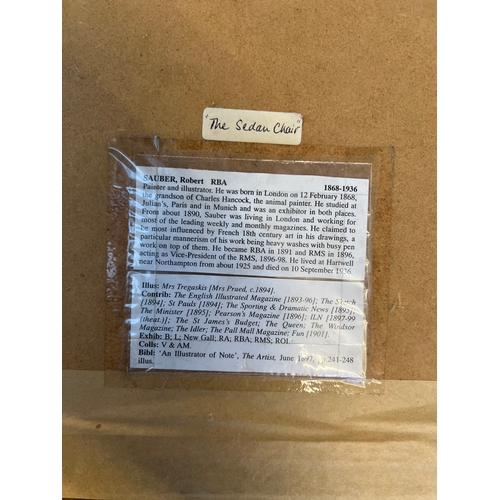 "The Sedan Chair"
SAUBER, Robert RBA 1868-1936
Painter and illustrator. He was born in London on 12 February 1868,
the grandson of Charles Hancock, the animal painter. He studied at
Julian's, Paris and in Munich and was an exhibitor in both places.
From about 1890, Sauber was living in London and working for
most of the leading weekly and monthly magazines. He claimed to
be most influenced by French 18th century art in his drawings, a
particular mannerism of his work being heavy washes with busy pen
work on top of them. He became RBA in 1891 and RMS in 1896,
acting as Vice-President of the RMS, 1896-98. He lived at Hartwell
near Northampton from about 1925 and died on 10 September 1936.
Illus: Mrs Tregaskis [Mrs Praed, c.1894].
Contrib: The English Illustrated Magazine [1893-96]; The Sketch
[1894]; St Pauls [1894]; The Sporting & Dramatic News [1895];
The Minister [1895]; Pearson's Magazine [1896]; ILN [1897-99
(heat.)]; The St James's Budget; The Queen; The Windsor
Magazine; The Idler; The Pall Mall Magazine; Fun [1901].
Exhib: B; L; New Gall; RA; RBA; RMS; ROI.
Colls: V & AM.
Bibl: 'An Illustrator of Note', The Artist, June 1897, 241-248
illus.